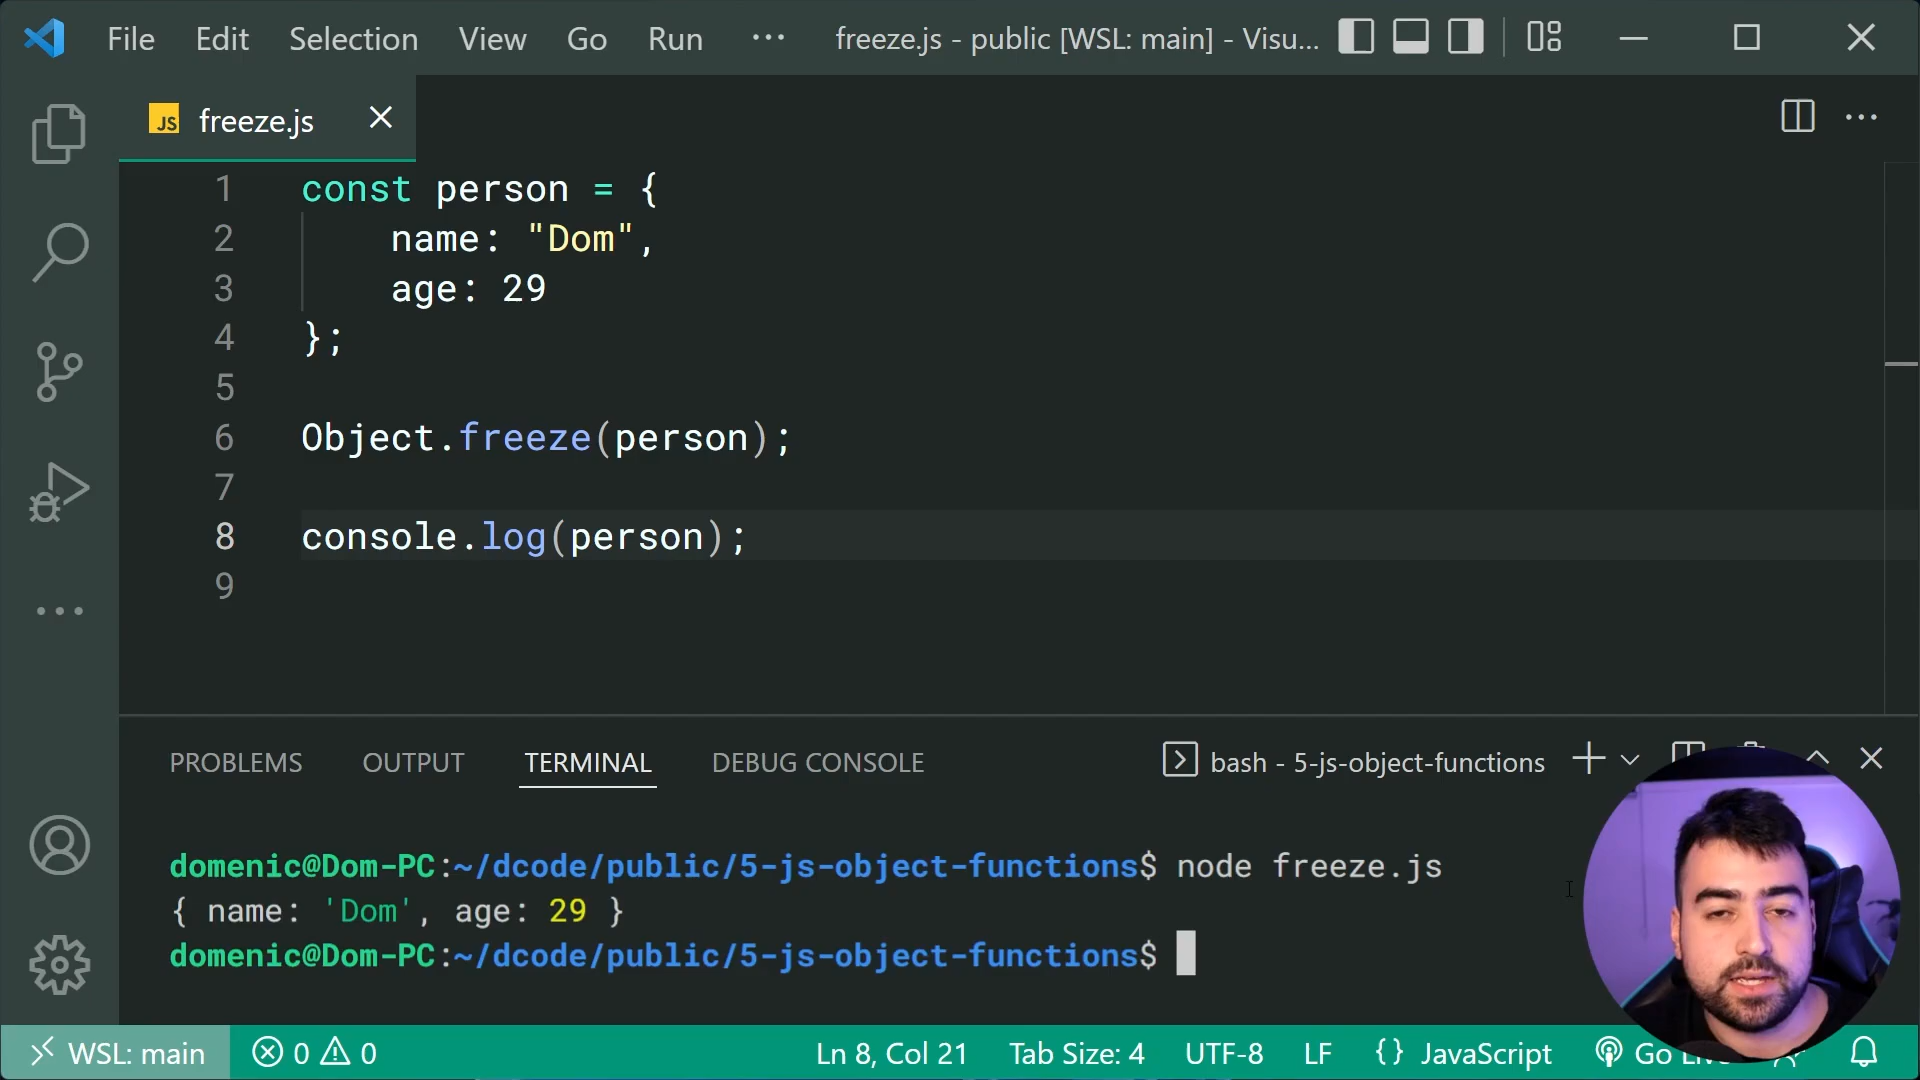 File Edit Selection View Go Run ··· freeze.js - public [WSL: main] - Visu...
JS freeze.js
1 const person = {
2     name: "Dom",
3     age: 29
4 };
5
6 Object.freeze(person);
7
8 console.log(person);
9
PROBLEMS OUTPUT TERMINAL DEBUG CONSOLE bash - 5-js-object-functions
domenic@Dom-PC:~/dcode/public/5-js-object-functions$ node freeze.js
{ name: 'Dom', age: 29 }
domenic@Dom-PC:~/dcode/public/5-js-object-functions$
WSL: main 0 0 Ln 8, Col 21 Tab Size: 4 UTF-8 LF {} JavaScript Go